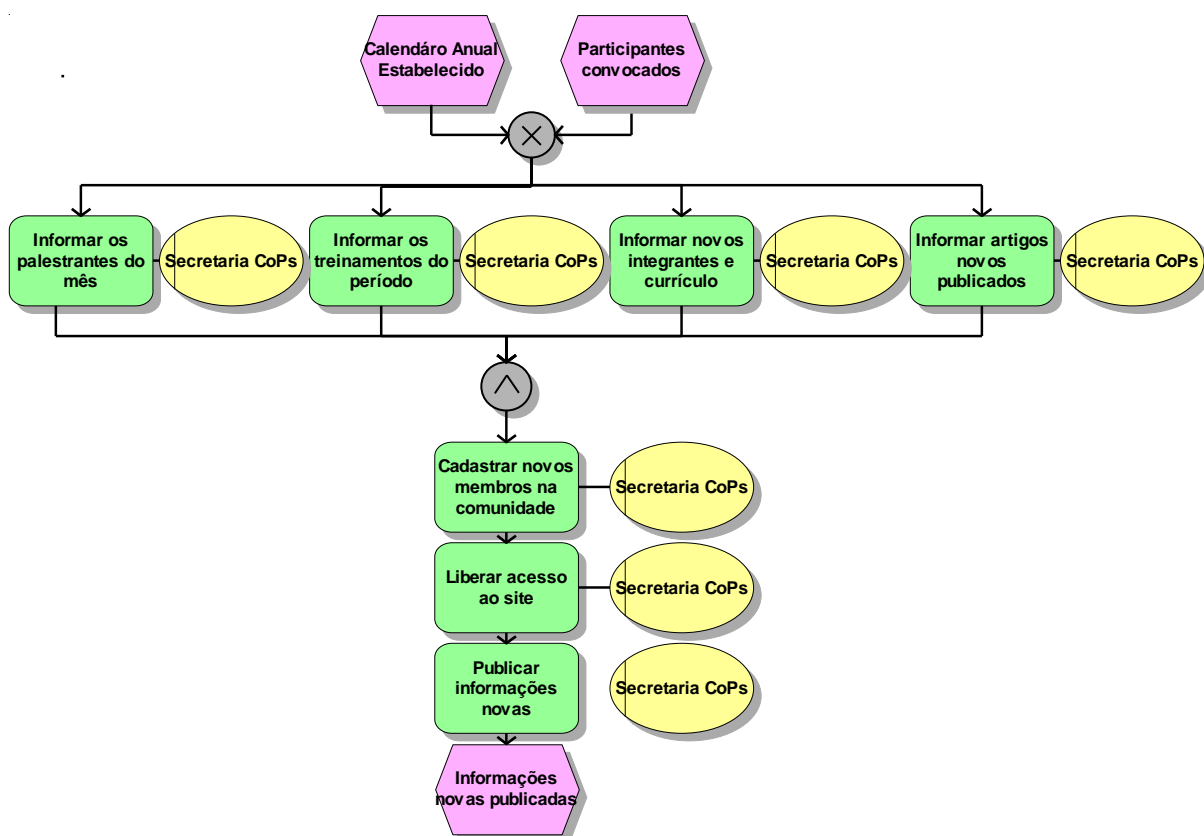 Calendáro Anual
Estabelecido
Participantes
convocados
Informar os
palestrantes do
mês
Secretaria CoPs
Informar os
treinamentos do
período
Secretaria CoPs
Informar novos
integrantes e
currículo
Secretaria CoPs
Informar artigos
novos
publicados
Secretaria CoPs
Cadastrar novos
membros na
comunidade
Secretaria CoPs
Liberar acesso
ao site
Secretaria CoPs
Publicar
informações
novas
Secretaria CoPs
Informações
novas publicadas